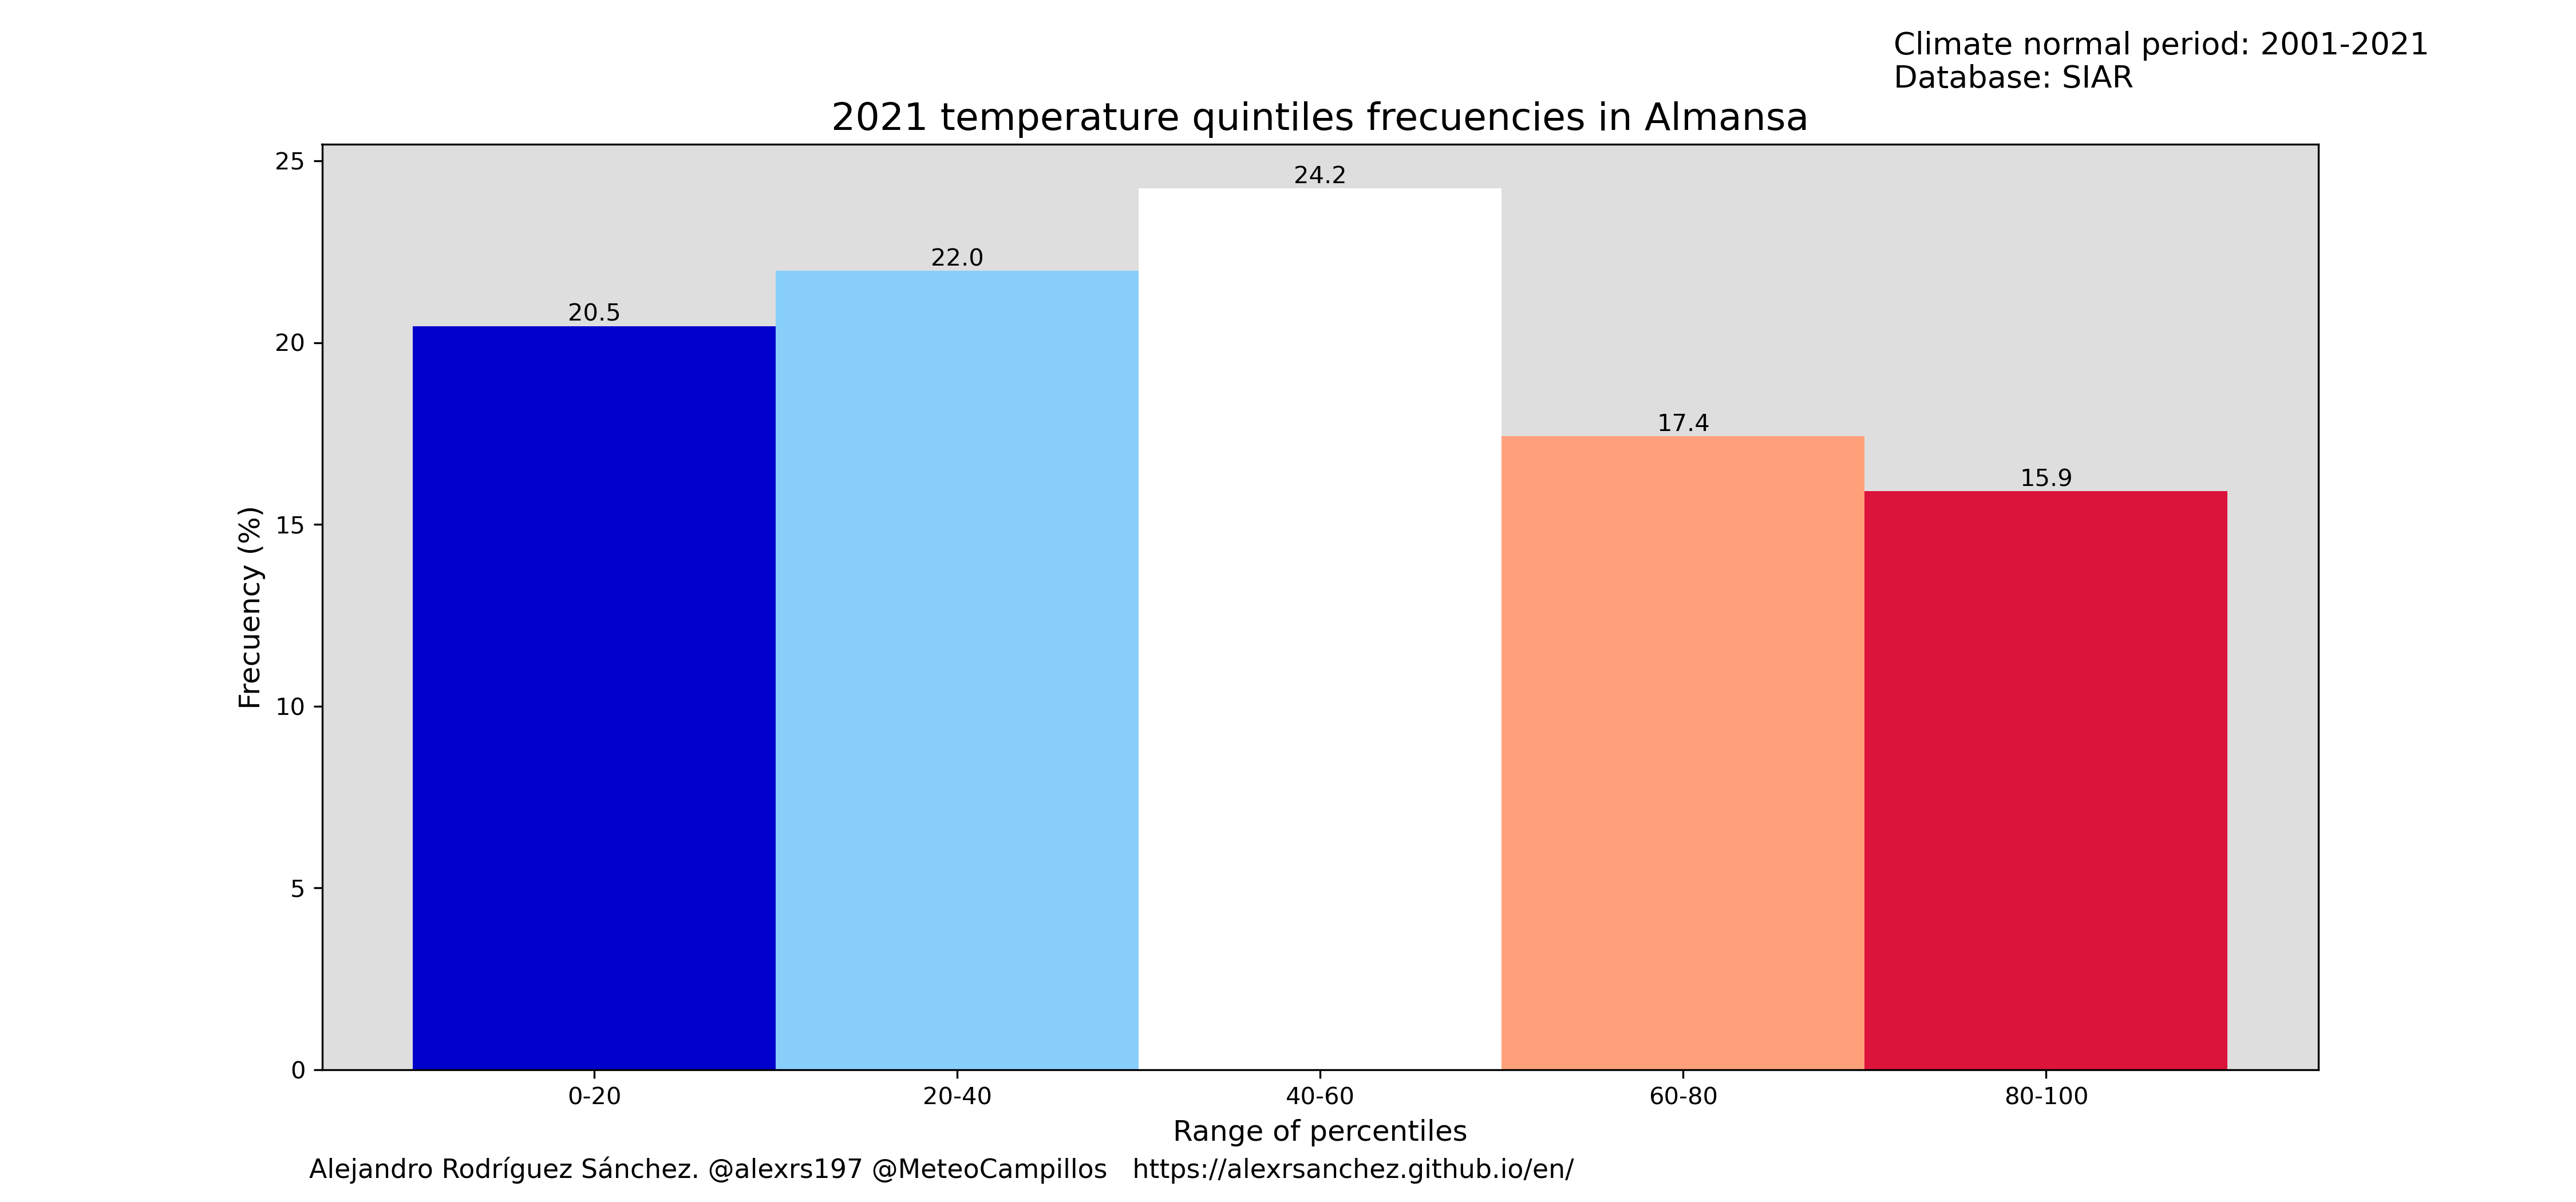 Climate normal period: 2001-2021
Database: SIAR
2021 temperature quintiles frecuencies in Almansa
25
20
15
10
5
0
Frecuency (%)
20.5
22.0
24.2
17.4
15.9
0-20
20-40
40-60
60-80
80-100
Range of percentiles
Alejandro Rodríguez Sánchez. @alexrs197 @MeteoCampillos https://alexrsanchez.github.io/en/